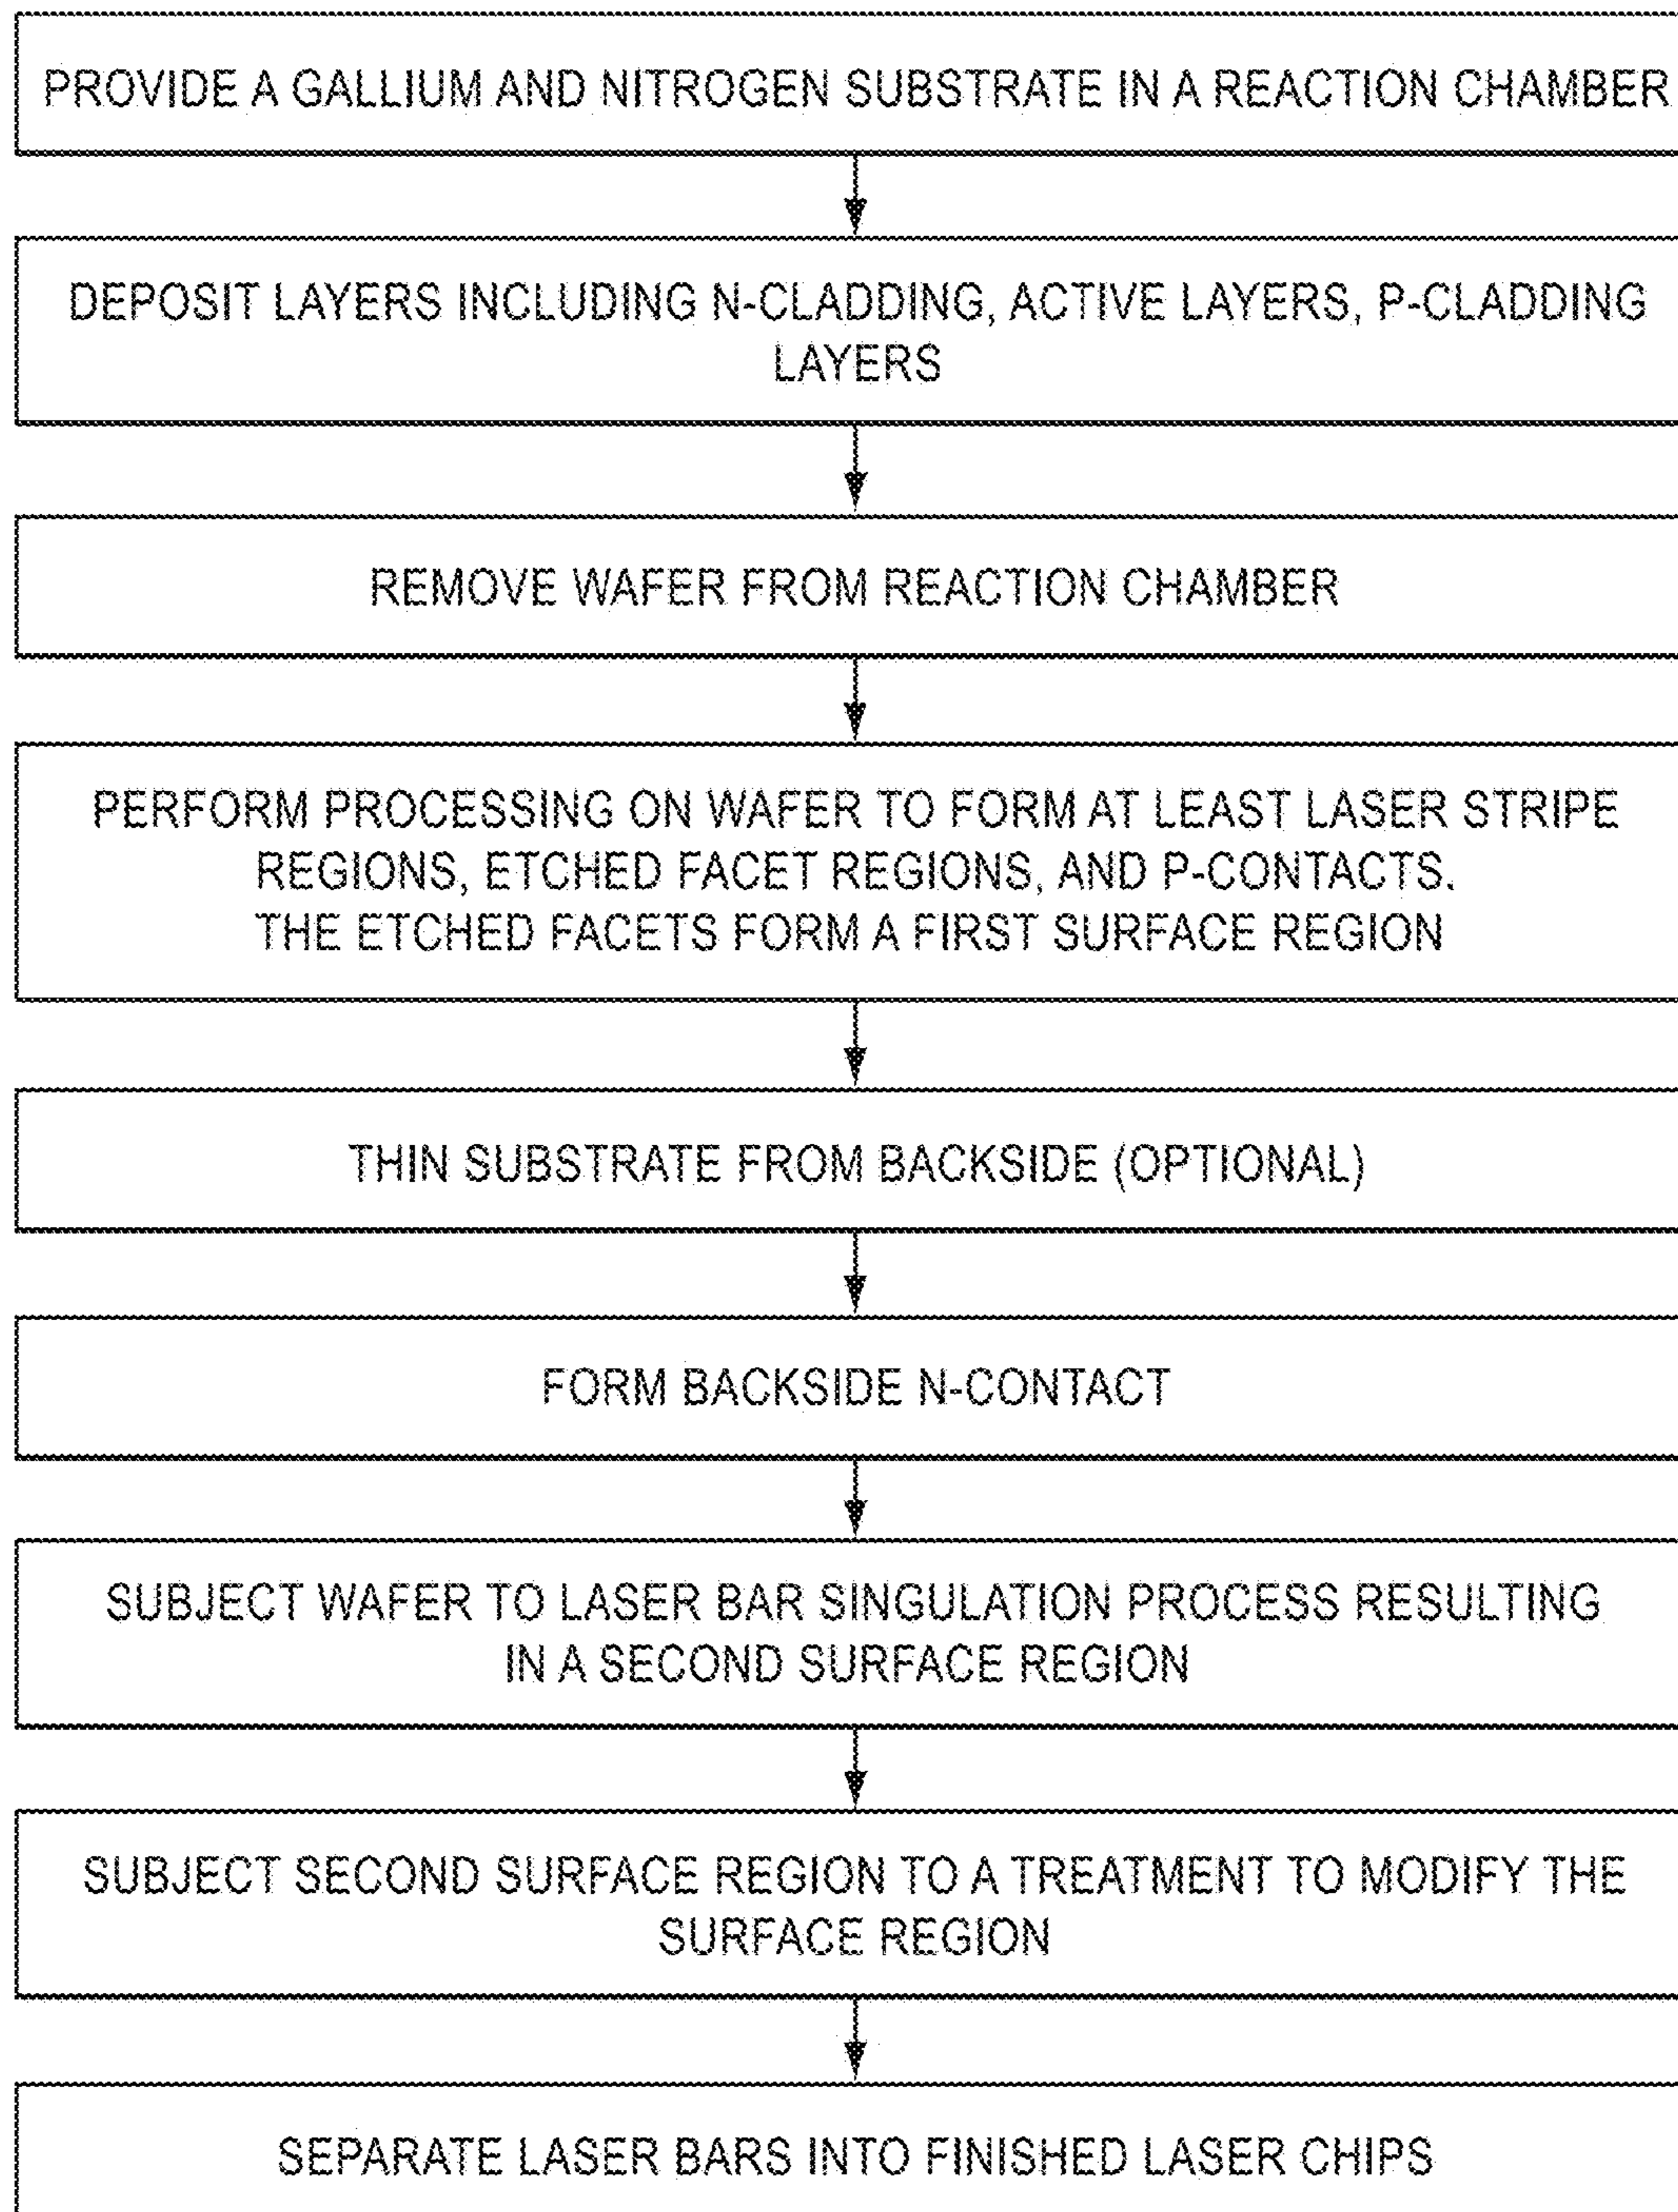 PROVIDE A GALLIUM AND NITROGEN SUBSTRATE IN A REACTION CHAMBER
DEPOSIT LAYERS INCLUDING N-CLADDING, ACTIVE LAYERS, P-CLADDING
LAYERS
REMOVE WAFER FROM REACTION CHAMBER
PERFORM PROCESSING ON WAFER TO FORM AT LEAST LASER STRIPE
REGIONS, ETCHED FACET REGIONS, AND P-CONTACTS.
THE ETCHED FACETS FORM A FIRST SURFACE REGION
THIN SUBSTRATE FROM BACKSIDE (OPTIONAL)
FORM BACKSIDE N-CONTACT
SUBJECT WAFER TO LASER BAR SINGULATION PROCESS RESULTING
IN A SECOND SURFACE REGION
SUBJECT SECOND SURFACE REGION TO A TREATMENT TO MODIFY THE
SURFACE REGION
SEPARATE LASER BARS INTO FINISHED LASER CHIPS